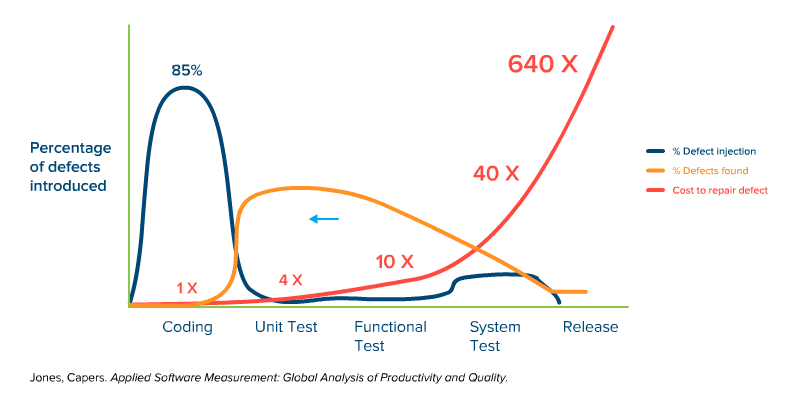 85%
640 X
Percentage
of defects
introduced
% Defect injection
% Defects found
Cost to repair defect
40 X
10 X
4 X
1 X
Coding
Unit Test
Functional
Test
System
Test
Release
Jones, Capers. Applied Software Measurement: Global Analysis of Productivity and Quality.